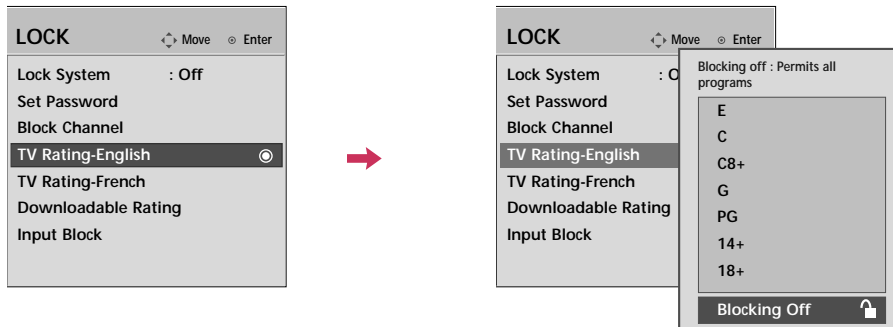 LOCK
Move Enter
Lock System : Off
Set Password
Block Channel
TV Rating-English
TV Rating-French
Downloadable Rating
Input Block
LOCK
Move Enter
Lock System : O
Set Password
Block Channel
TV Rating-English
TV Rating-French
Downloadable Rating
Input Block
Blocking off : Permits all
programs
E
C
C8+
G
PG
14+
18+
Blocking Off